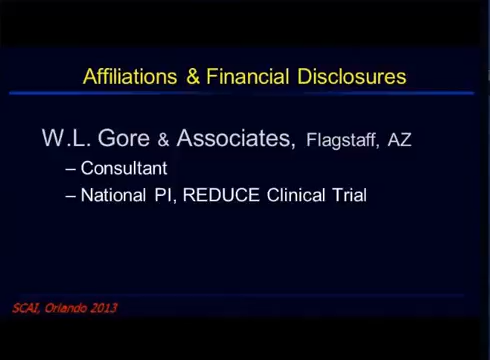 Affiliations & Financial Disclosures
W.L. Gore & Associates, Flagstaff, AZ
– Consultant
– National PI, REDUCE Clinical Trial
SCAI, Orlando 2013